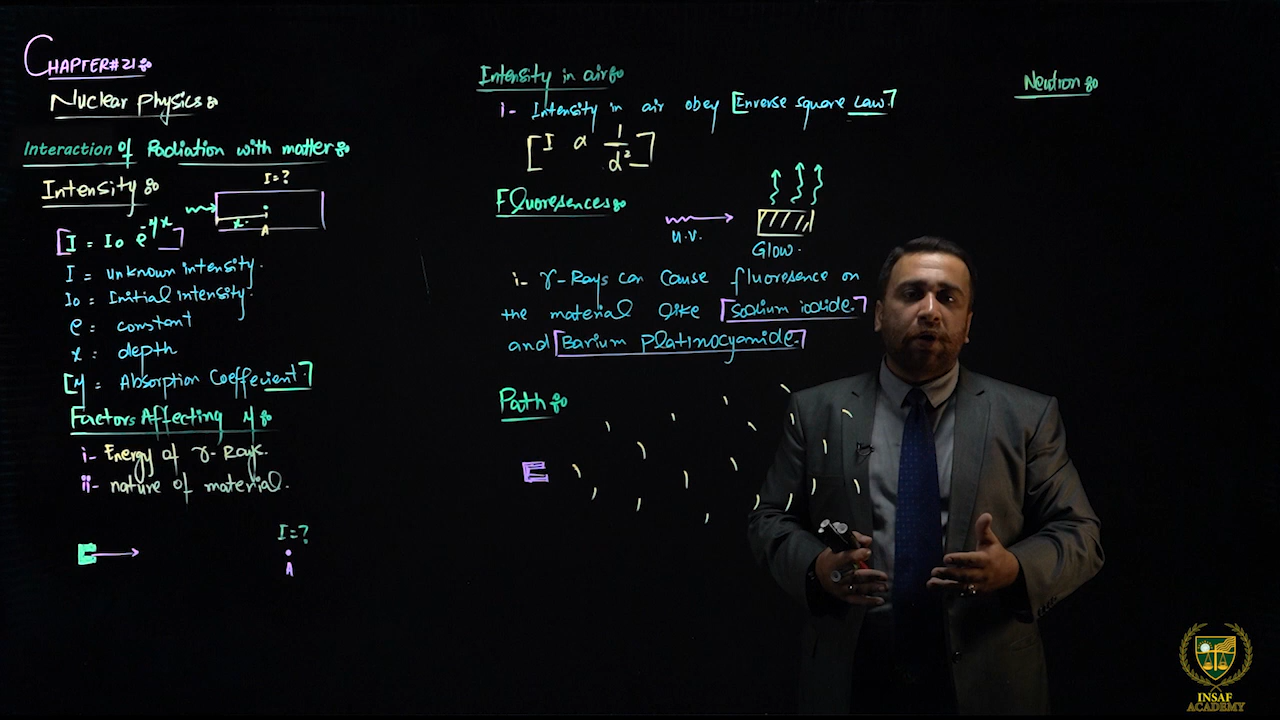 CHAPTER#21:
Nuclear Physics:
Interaction of Radiation with matter:
Intensity:
I=?
x.
A
[I = I₀ e^-μx]
I = unknown intensity.
I₀ = Initial intensity.
e = constant
x = depth
[μ = Absorption Coeffecient.]
Factors Affecting μ:
i- Energy of γ-Rays.
ii- nature of material.
I=?
A
Intensity in air:
i- Intensity in air obey [Inverse square Law.]
[I α 1/d²]
Fluoresences:
U.V.
Glow.
i- γ-Rays can cause fluoresence on
the material like [Sodium iodide.]
and [Barium platinocyanide.]
Path:
Neutron:
INSAF
ACADEMY